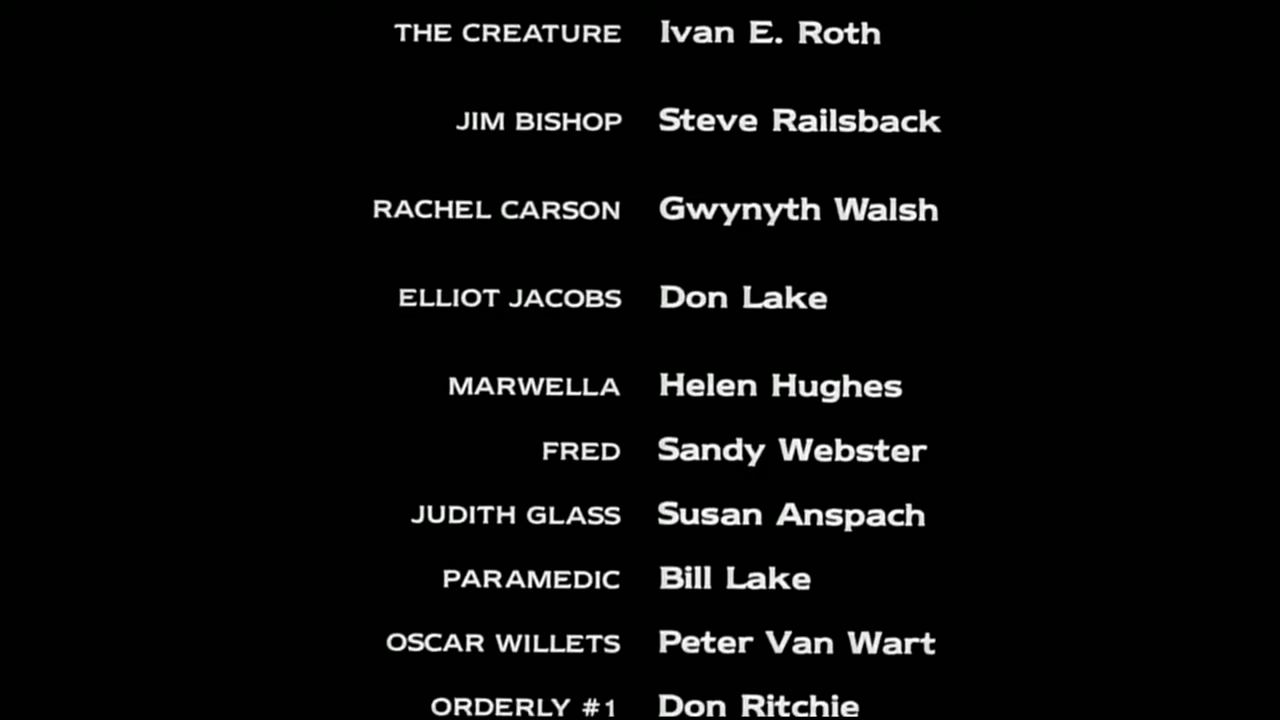 THE CREATURE Ivan E. Roth
JIM BISHOP Steve Railsback
RACHEL CARSON Gwynyth Walsh
ELLIOT JACOBS Don Lake
MARWELLA Helen Hughes
FRED Sandy Webster
JUDITH GLASS Susan Anspach
PARAMEDIC Bill Lake
OSCAR WILLETS Peter Van Wart
ORDERLY #1 Don Ritchie